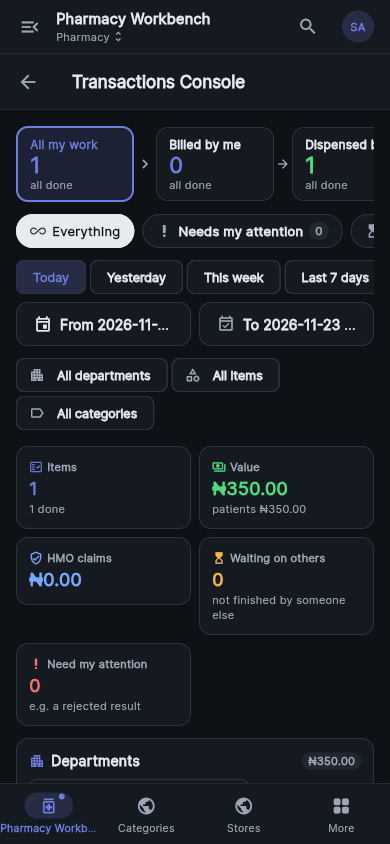 Pharmacy Workbench
Pharmacy
SA
Transactions Console
All my work
1
all done
Billed by me
0
all done
Dispensed b
1
all done
Everything
Needs my attention 0
Today
Yesterday
This week
Last 7 days
From 2026-11-...
To 2026-11-23 ...
All departments
All items
All categories
Items
1
1 done
Value
₦350.00
patients ₦350.00
HMO claims
₦0.00
Waiting on others
0
not finished by someone
else
Need my attention
0
e.g. a rejected result
Departments
₦350.00
Pharmacy Workb...
Categories
Stores
More